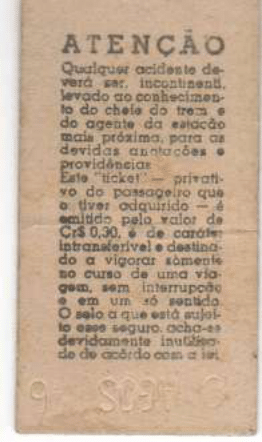 ATENÇÃO
Qualquer acidente de-
verá ser, incontinenti,
levado ao conhecimen-
to do chefe do trem e
do agente da estação
mais próxima, para as
devidas anotações e
providências
Este "ticket" — privati-
vo do passageiro que
o tiver adquirido — é
emitido pelo valor de
Cr$ 0,30, é de caráter
intransferível e destina-
do a vigorar sòmente
no curso de uma via-
gem, sem interrupção
e em um só sentido
O selo a que está sujei-
to esse seguro, acha-se
devidamente inutiliza-
do de acôrdo com a lei